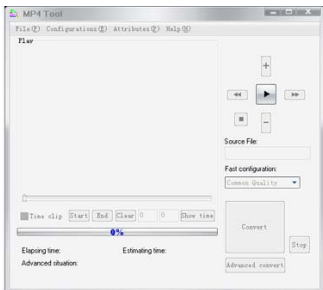 MP4 Tool
File(F) Configurations(E) Attributes(P) Help(H)
Play
+
-
Source File:
Fast configuration:
Common Quality
Time clip Start End Clear 0 0 Show time
0%
Convert
Stop
Elapsing time: Estimating time:
Advanced situation:
Advanced convert